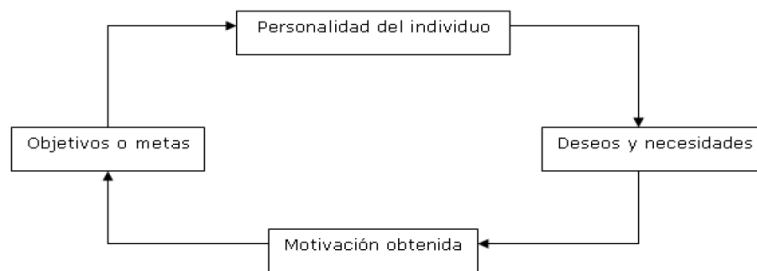 Personalidad del individuo
Objetivos o metas
Deseos y necesidades
Motivación obtenida